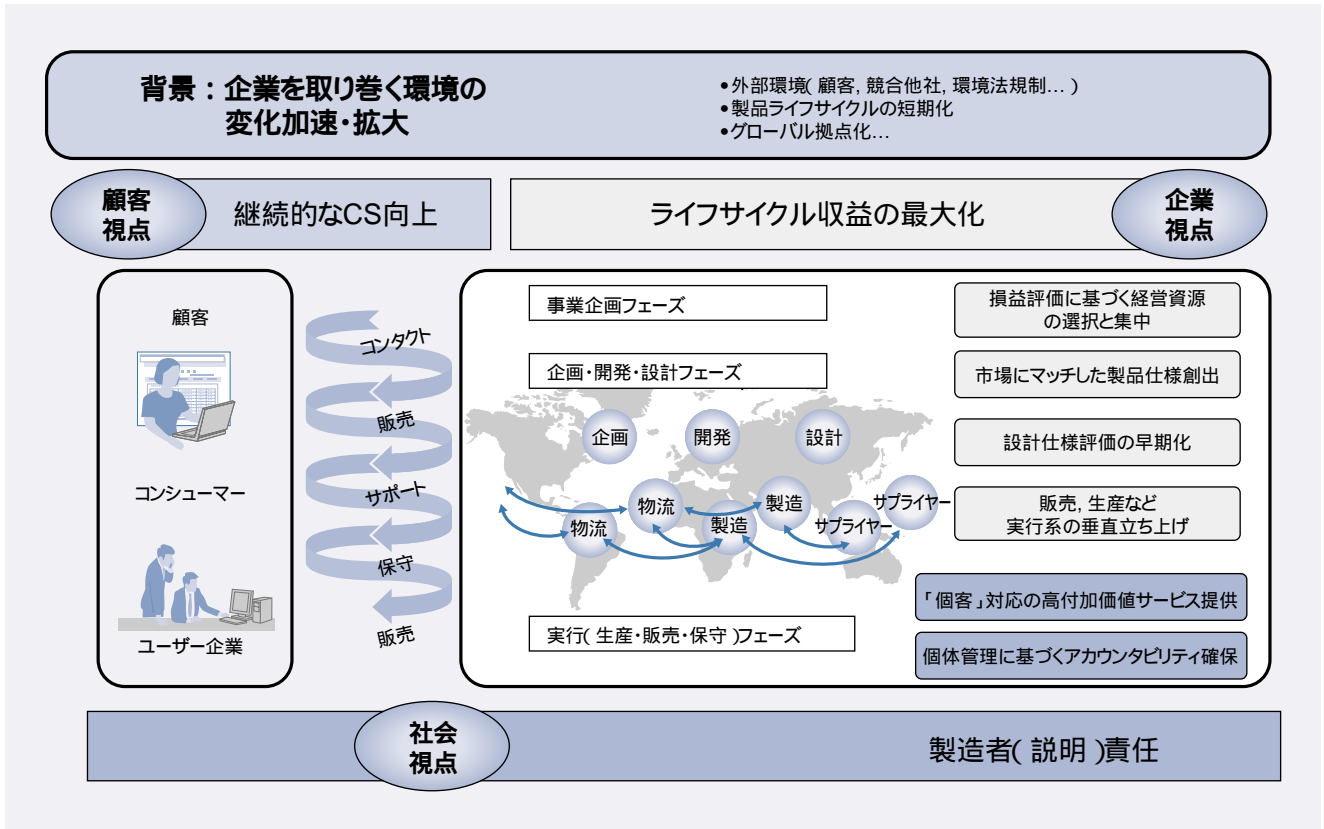 背景：企業を取り巻く環境の
変化加速・拡大
•外部環境( 顧客, 競合他社, 環境法規制… )
•製品ライフサイクルの短期化
•グローバル拠点化…
顧客
視点
継続的なCS向上
ライフサイクル収益の最大化
企業
視点
顧客
コンシューマー
ユーザー企業
コンタクト
販売
サポート
保守
販売
事業企画フェーズ
企画・開発・設計フェーズ
企画
開発
設計
物流
物流
製造
製造
サプライヤー
サプライヤー
実行( 生産・販売・保守 )フェーズ
損益評価に基づく経営資源
の選択と集中
市場にマッチした製品仕様創出
設計仕様評価の早期化
販売, 生産など
実行系の垂直立ち上げ
「個客」対応の高付加価値サービス提供
個体管理に基づくアカウンタビリティ確保
社会
視点
製造者( 説明 )責任